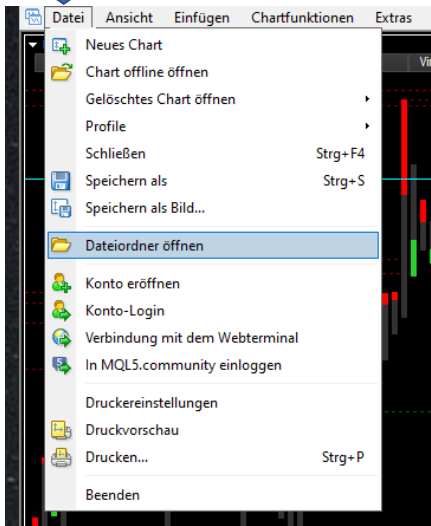 Datei Ansicht Einfügen Chartfunktionen Extras
Neues Chart
Chart offline öffnen
Gelöschtes Chart öffnen
Profile
Schließen Strg+F4
Speichern als Strg+S
Speichern als Bild...
Dateiordner öffnen
Konto eröffnen
Konto-Login
Verbindung mit dem Webterminal
In MQL5.community einloggen
Druckereinstellungen
Druckvorschau
Drucken... Strg+P
Beenden